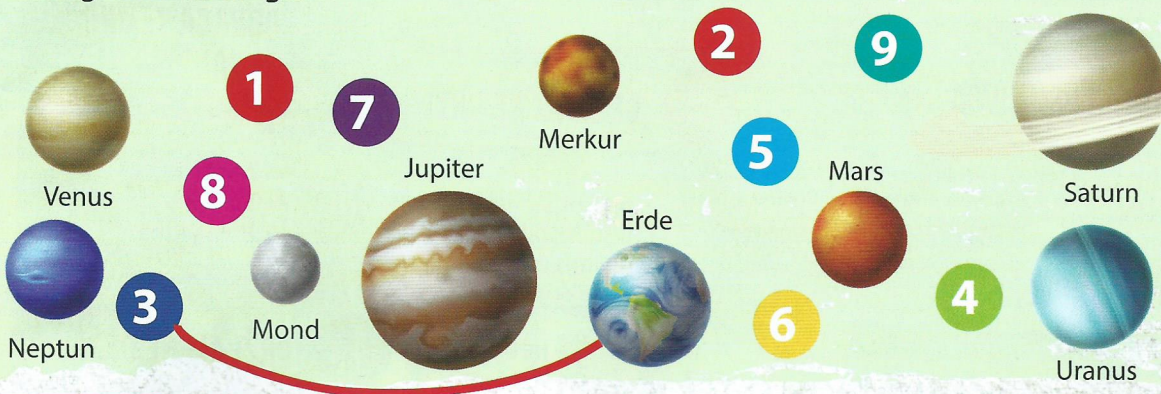 1
2
9
7
Merkur
5
Jupiter
Mars
Venus
8
Saturn
Erde
3
Mond
6
4
Neptun
Uranus